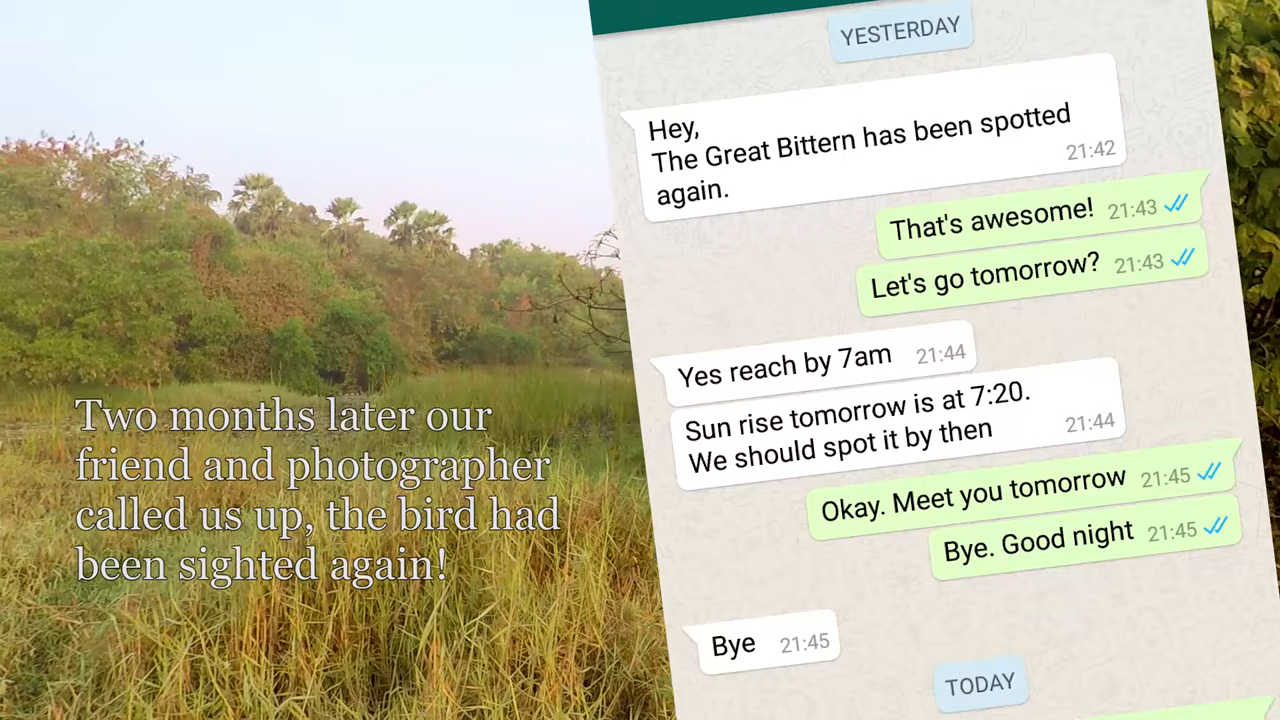 Two months later our
friend and photographer
called us up, the bird had
been sighted again!
YESTERDAY
Hey,
The Great Bittern has been spotted
again.
21:42
That's awesome! 21:43
Let's go tomorrow? 21:43
Yes reach by 7am 21:44
Sun rise tomorrow is at 7:20.
We should spot it by then 21:44
Okay. Meet you tomorrow 21:45
Bye. Good night 21:45
Bye 21:45
TODAY